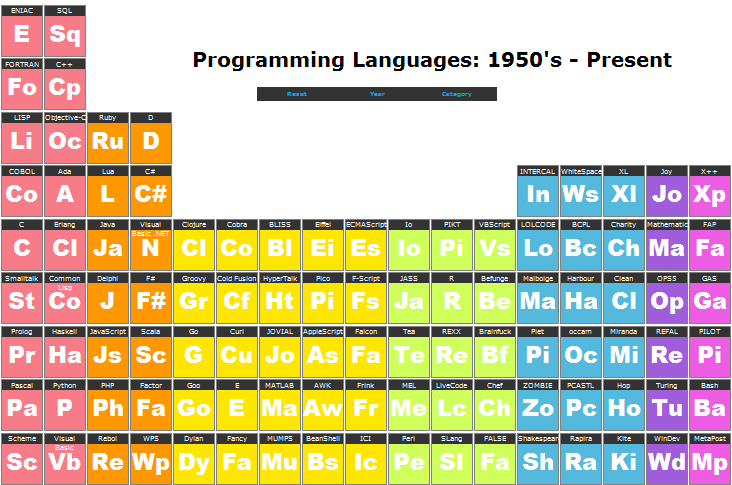 ENIAC SQL
E Sq
Programming Languages: 1950's - Present
FORTRAN C++
Fo Cp
Reset Year Category
LISP Objective-C Ruby D
Li Oc Ru D
COBOL Ada Lua C# INTERCAL WhiteSpace XL Joy X++
Co A L C# In Ws Xl Jo Xp
C Erlang Java Visual Basic .NET Clojure Cobra BLISS Eiffel ECMAScript Io PIKT VBScript LOLCODE BCPL Charity Mathematic FAP
C Cl Ja N Cl Co Bl Ei Es Io Pi Vs Lo Bc Ch Ma Fa
Smalltalk Common Lisp Delphi F# Groovy Cold Fusion HyperTalk Pico F-Script JASS R Befunge Malbolge Harbour Clean OPS5 GAS
St Co J F# Gr Cf Ht Pi Fs Ja R Be Ma Ha Cl Op Ga
Prolog Haskell JavaScript Scala Go Curl JOVIAL AppleScript Falcon Tea REXX Brainfuck Piet occam Miranda REFAL PILOT
Pr Ha Js Sc G Cu Jo As Fa Te Re Bf Pi Oc Mi Re Pi
Pascal Python PHP Factor Goo E MATLAB AWK Frink MEL LiveCode Chef ZOMBIE PCASTL Hop Turing Bash
Pa P Ph Fa Go E Ma Aw Fr Me Lc Ch Zo Pc Ho Tu Ba
Scheme Visual Basic Rebol WPS Dylan Fancy MUMPS BeanShell ICI Perl SLang FALSE Shakespear Rapira Kite WinDev MetaPost
Sc Vb Re Wp Dy Fa Mu Bs Ic Pe Sl Fa Sh Ra Ki Wd Mp